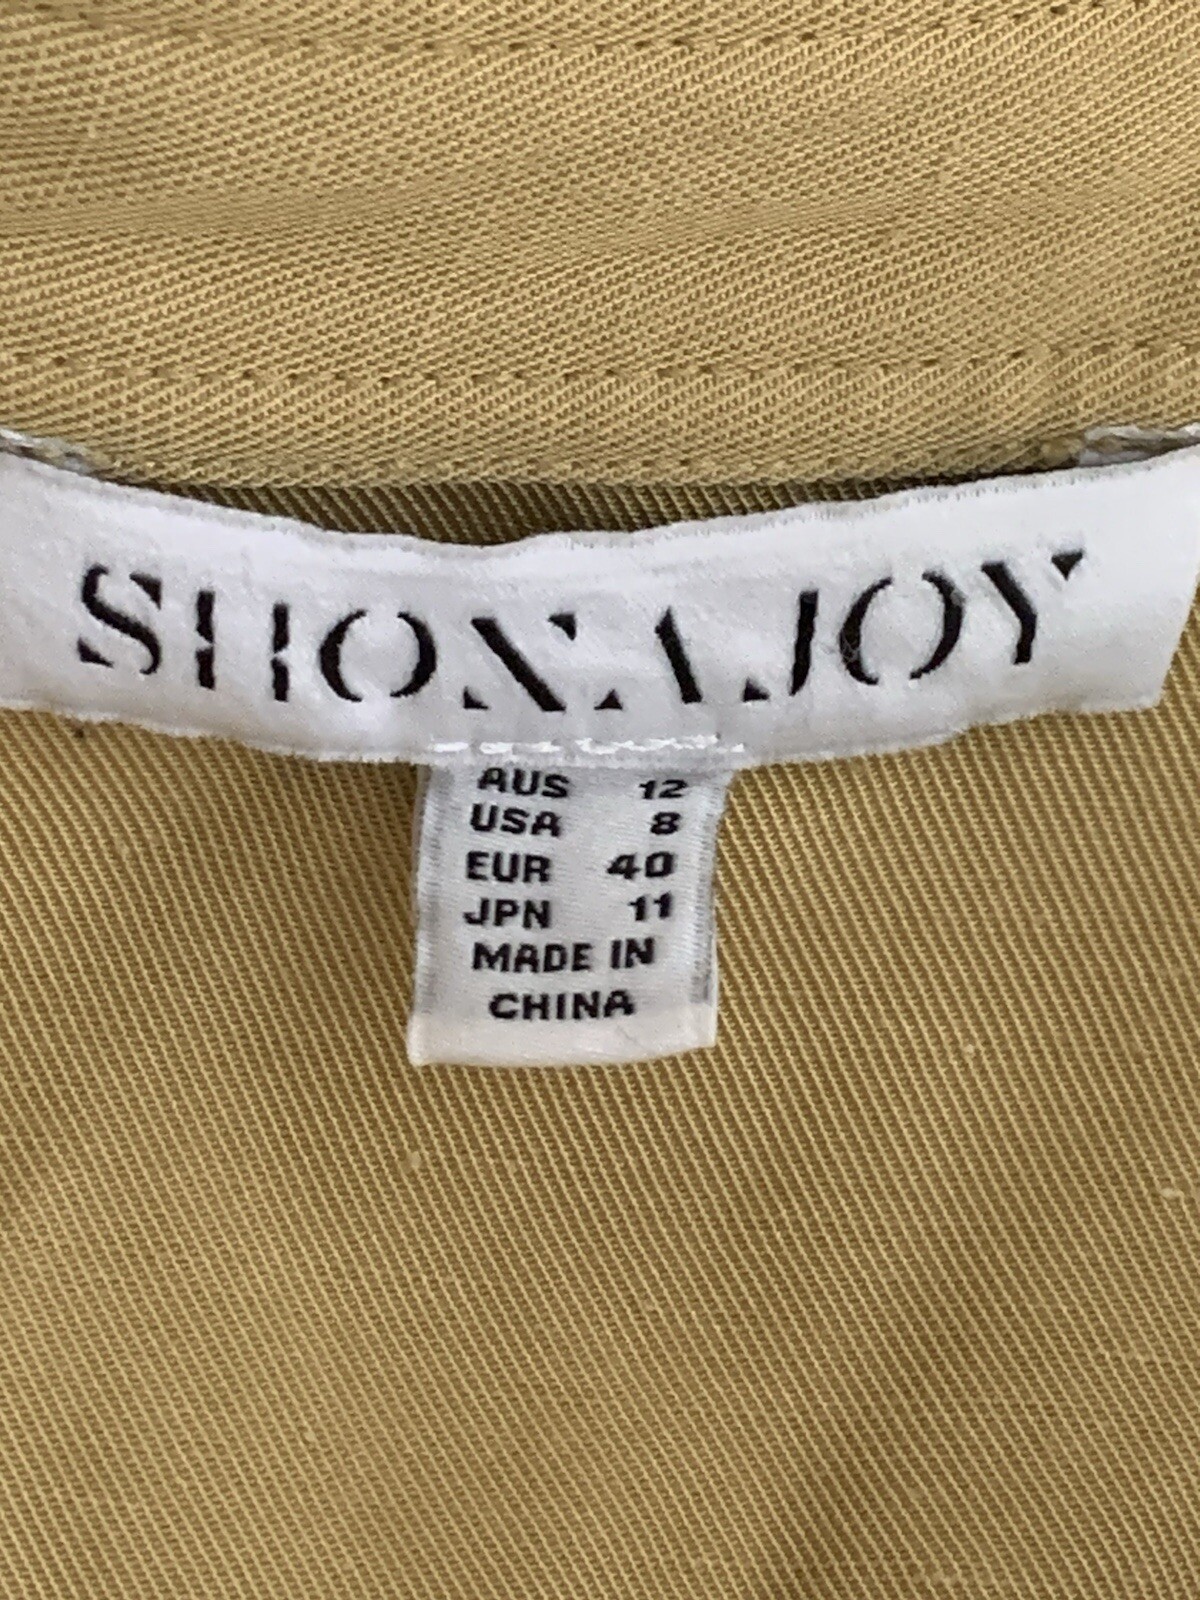 SHONA JOY
AUS 12
USA 8
EUR 40
JPN 11
MADE IN
CHINA